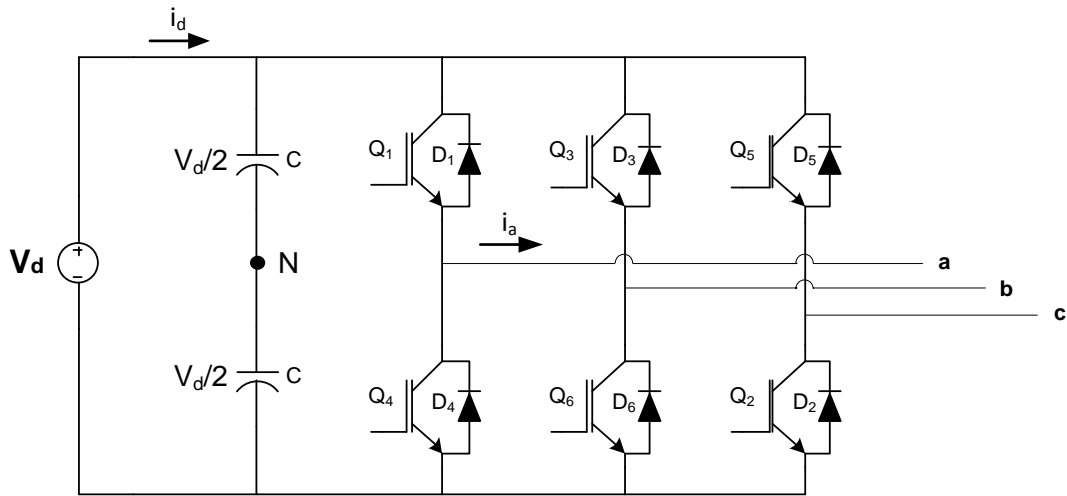 i_d
V_d/2 C
Q_1 D_1 Q_3 D_3 Q_5 D_5
i_a
V_d + −
N
a
b
c
V_d/2 C
Q_4 D_4 Q_6 D_6 Q_2 D_2